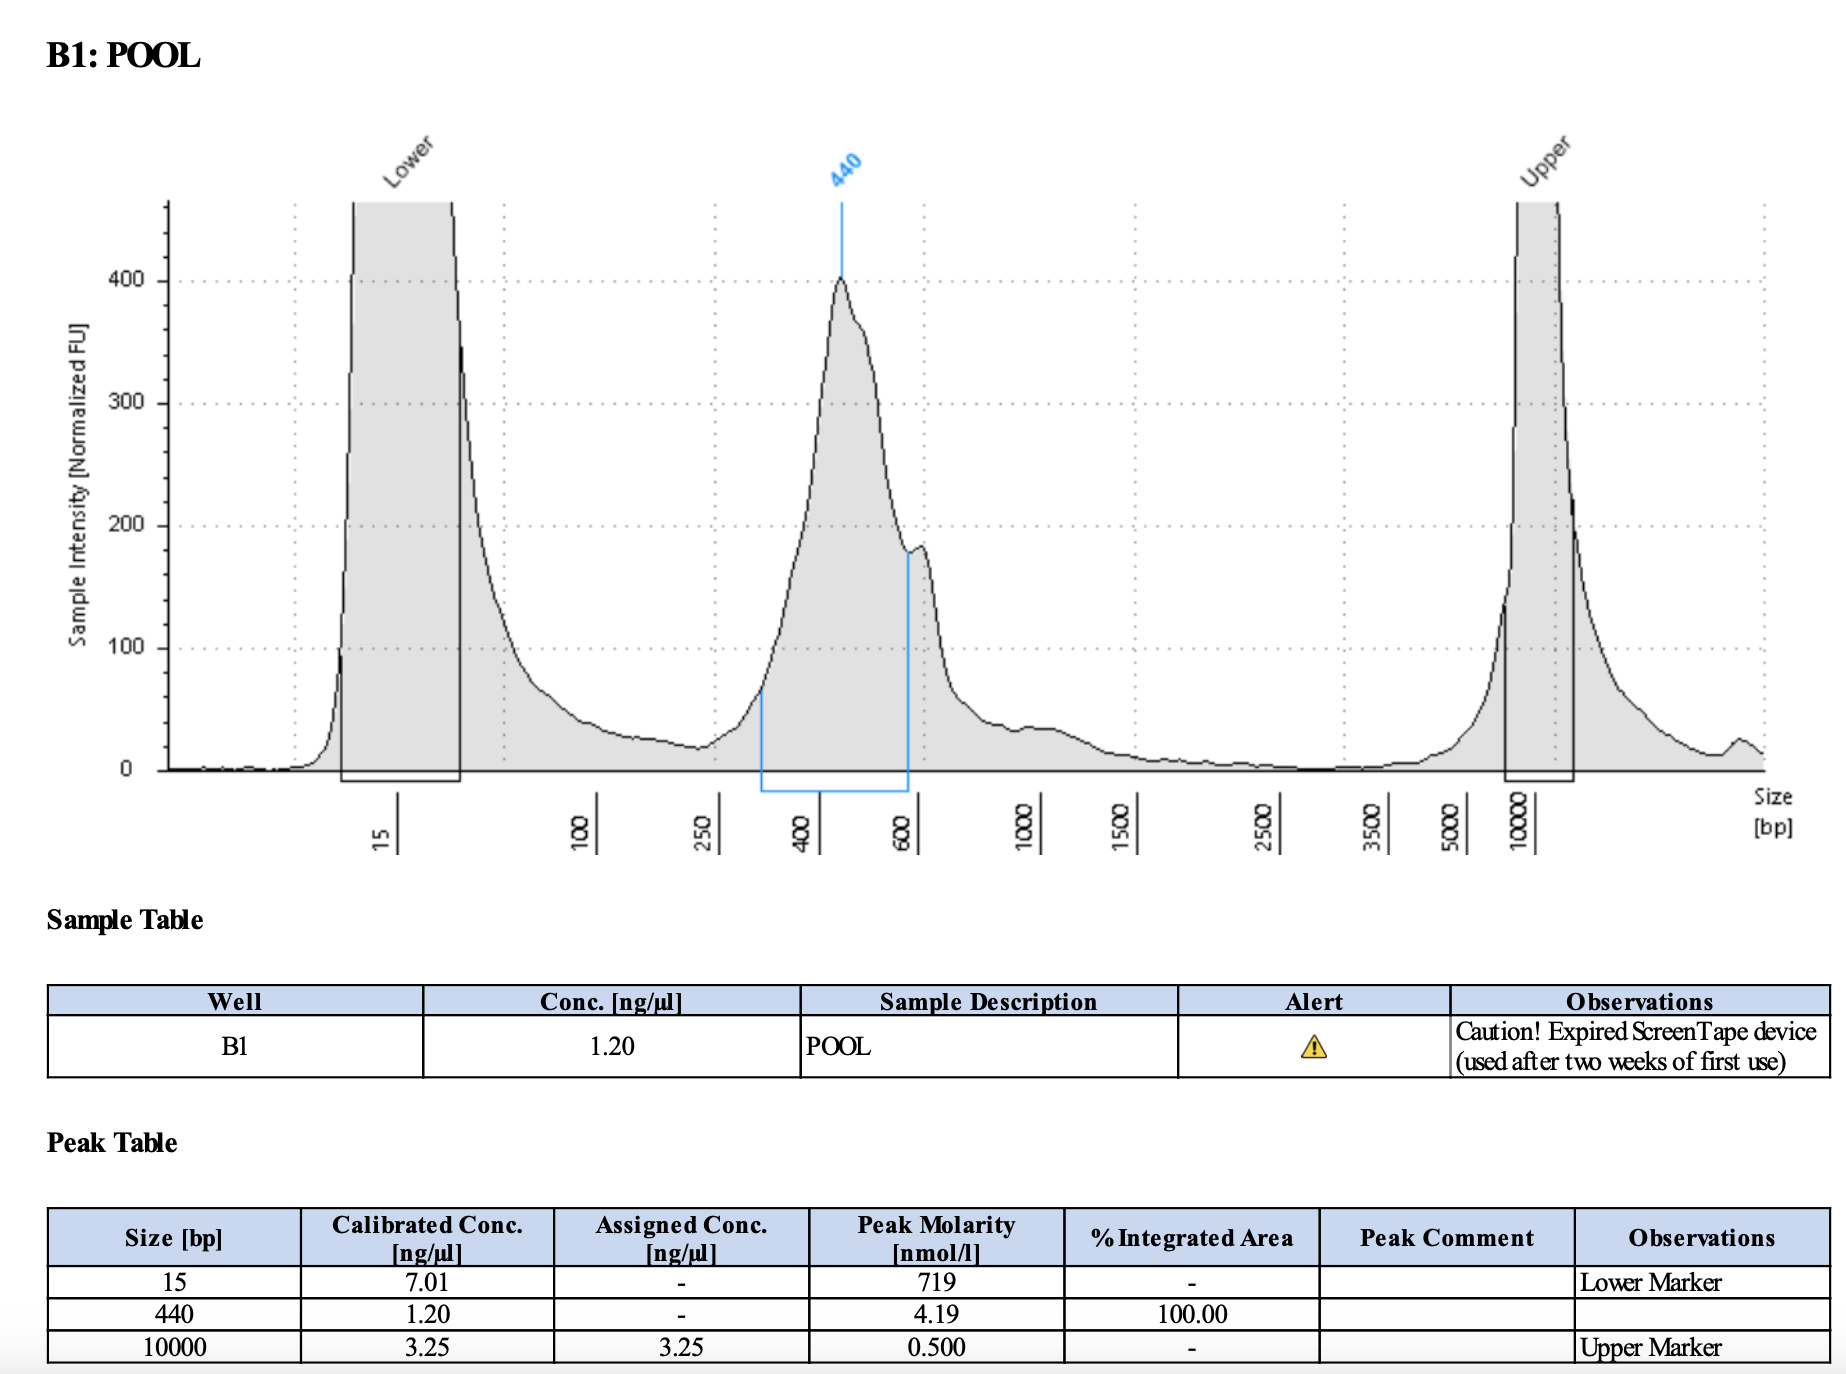 B1: POOL
Lower
440
Upper
Sample Intensity [Normalized FU]
400
300
200
100
0
15
100
250
400
600
1000
1500
2500
3500
5000
10000
Size
[bp]
Sample Table
Well Conc. [ng/µl] Sample Description Alert Observations
B1 1.20 POOL Caution! Expired ScreenTape device
(used after two weeks of first use)
Peak Table
Size [bp] Calibrated Conc. [ng/µl] Assigned Conc. [ng/µl] Peak Molarity [nmol/l] % Integrated Area Peak Comment Observations
15 7.01 - 719 - Lower Marker
440 1.20 - 4.19 100.00
10000 3.25 3.25 0.500 - Upper Marker